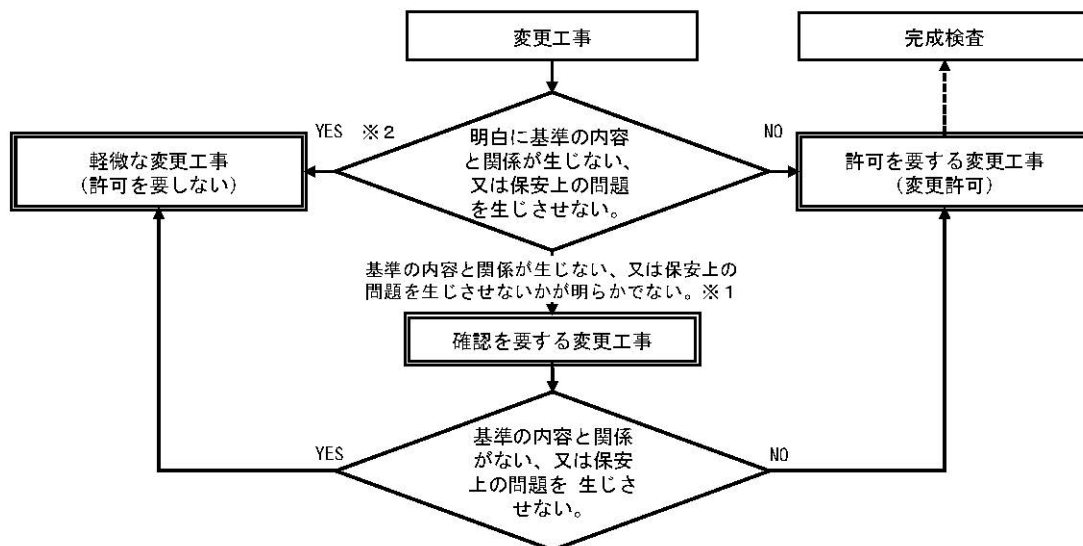 変更工事
完成検査
YES ※2
明白に基準の内容
と関係が生じない、
又は保安上の問題
を生じさせない。
NO
軽微な変更工事
(許可を要しない)
許可を要する変更工事
(変更許可)
基準の内容と関係が生じない、又は保安上の
問題を生じさせないかが明らかでない。※1
確認を要する変更工事
YES
基準の内容と関係
がない、又は保安
上の問題を 生じさ
せない。
NO